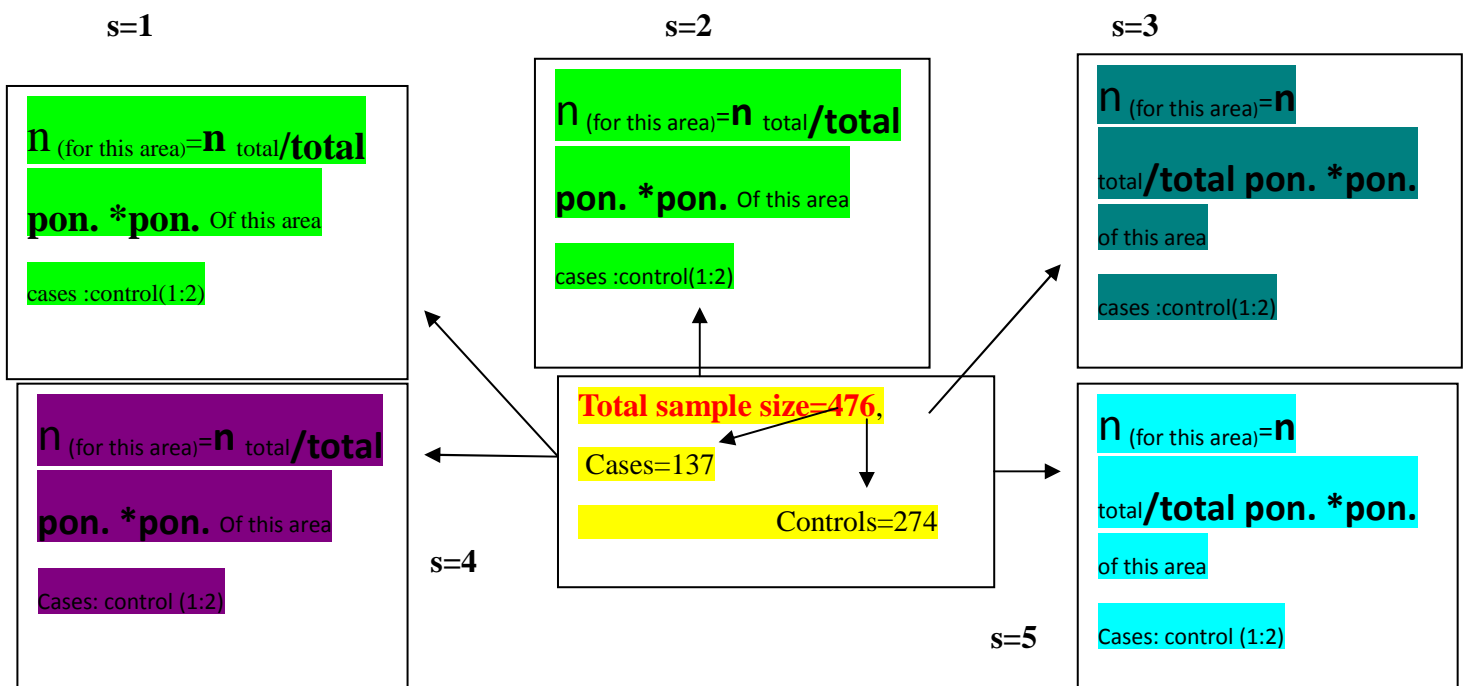 s=1
s=2
s=3
n (for this area)=n total/total
pon. *pon. Of this area
cases :control(1:2)
n (for this area)=n total/total
pon. *pon. Of this area
cases :control(1:2)
n (for this area)=n
total/total pon. *pon.
of this area
cases :control(1:2)
n (for this area)=n total/total
pon. *pon. Of this area
Cases: control (1:2)
s=4
Total sample size=476,
Cases=137
Controls=274
s=5
n (for this area)=n
total/total pon. *pon.
of this area
Cases: control (1:2)